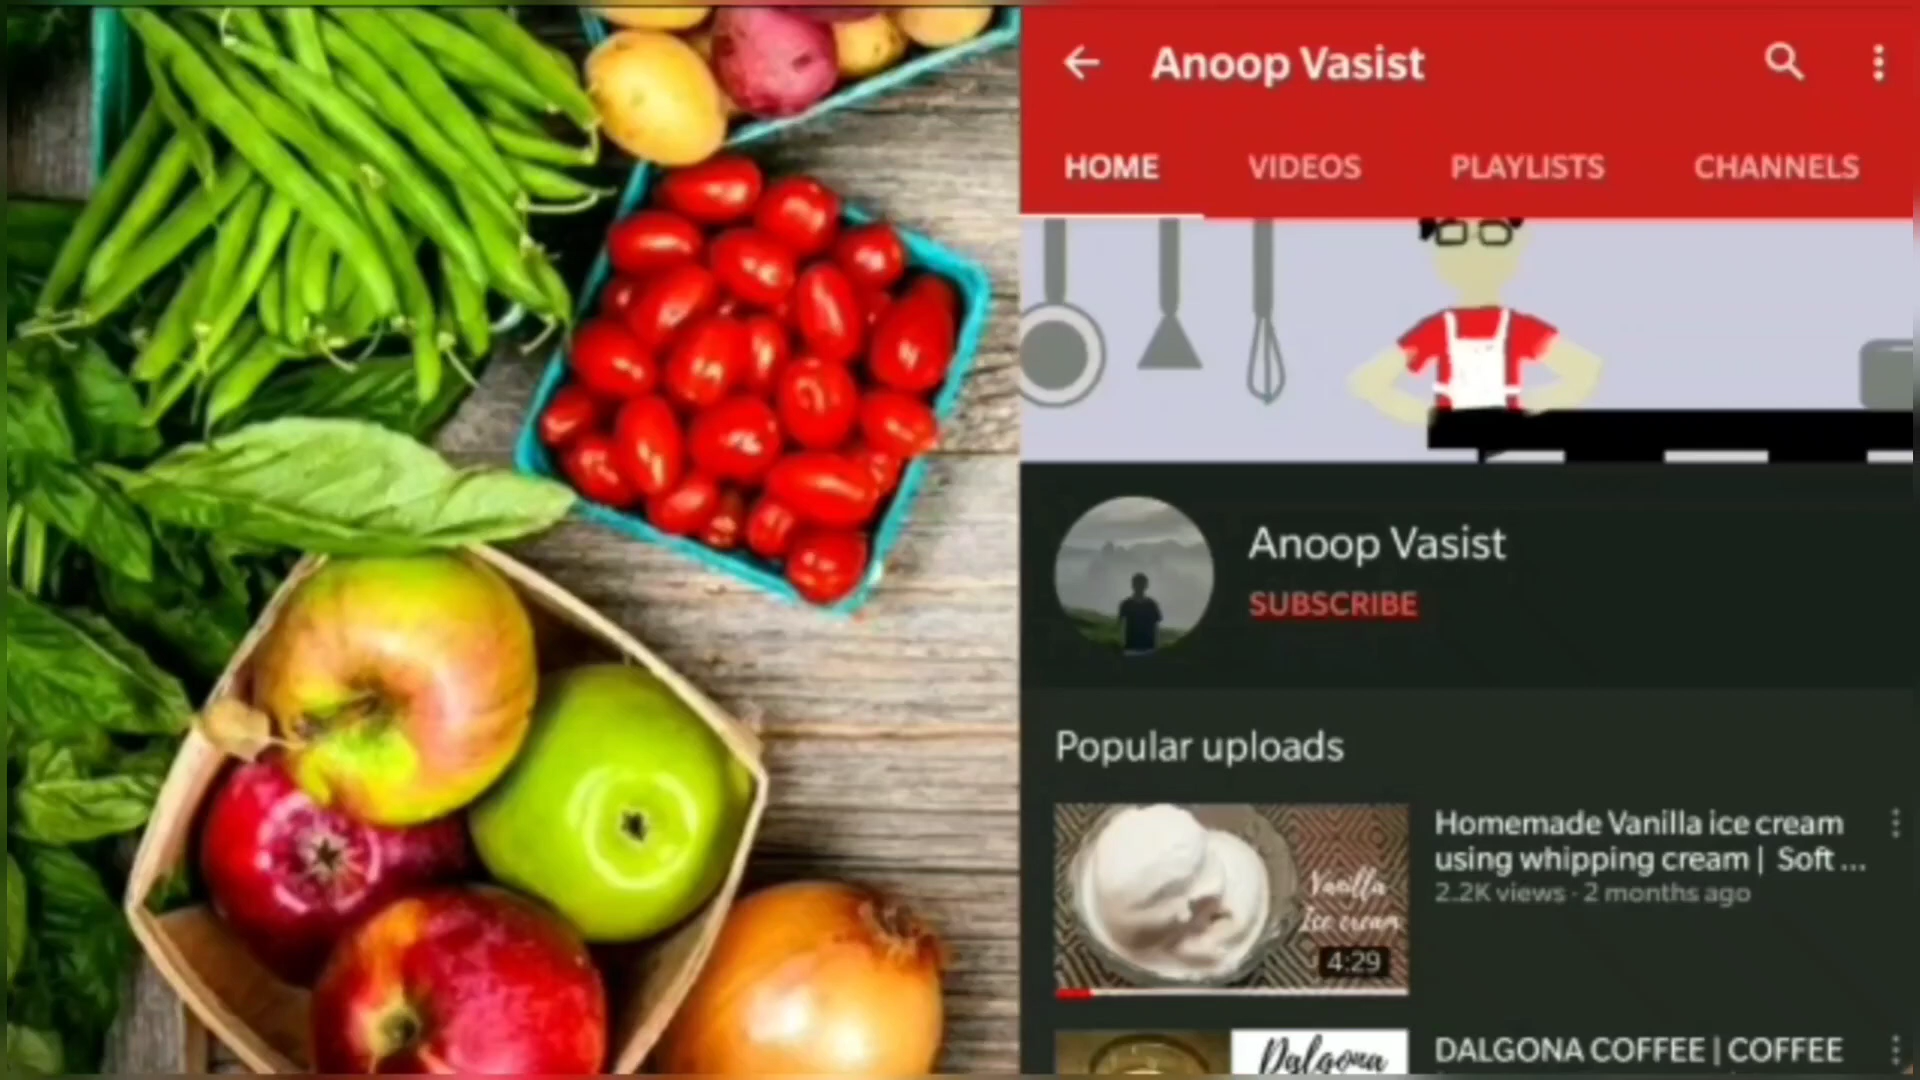 Anoop Vasist
HOME VIDEOS PLAYLISTS CHANNELS
Anoop Vasist
SUBSCRIBE
Popular uploads
Vanilla
Ice cream
4:29
Homemade Vanilla ice cream
using whipping cream | Soft ...
2.2K views · 2 months ago
Dalgona
DALGONA COFFEE | COFFEE